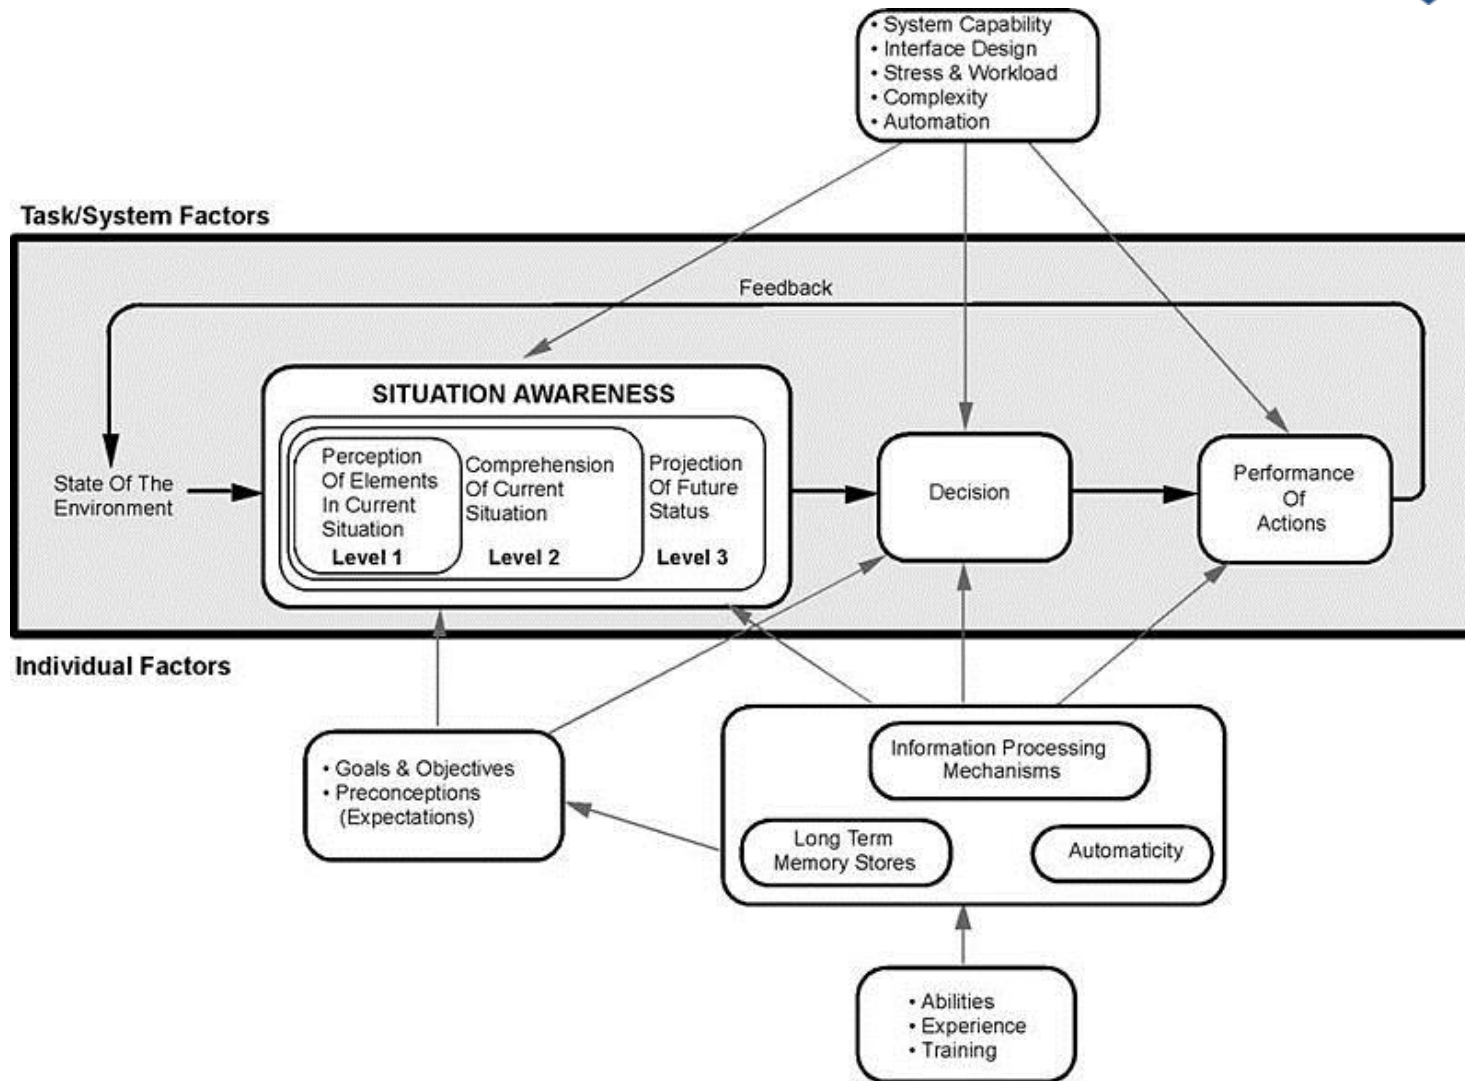 • System Capability
• Interface Design
• Stress & Workload
• Complexity
• Automation
Task/System Factors
Feedback
SITUATION AWARENESS
State Of The
Environment
Perception
Of Elements
In Current
Situation
Level 1
Comprehension
Of Current
Situation
Level 2
Projection
Of Future
Status
Level 3
Decision
Performance
Of
Actions
Individual Factors
• Goals & Objectives
• Preconceptions
(Expectations)
Information Processing
Mechanisms
Long Term
Memory Stores
Automaticity
• Abilities
• Experience
• Training